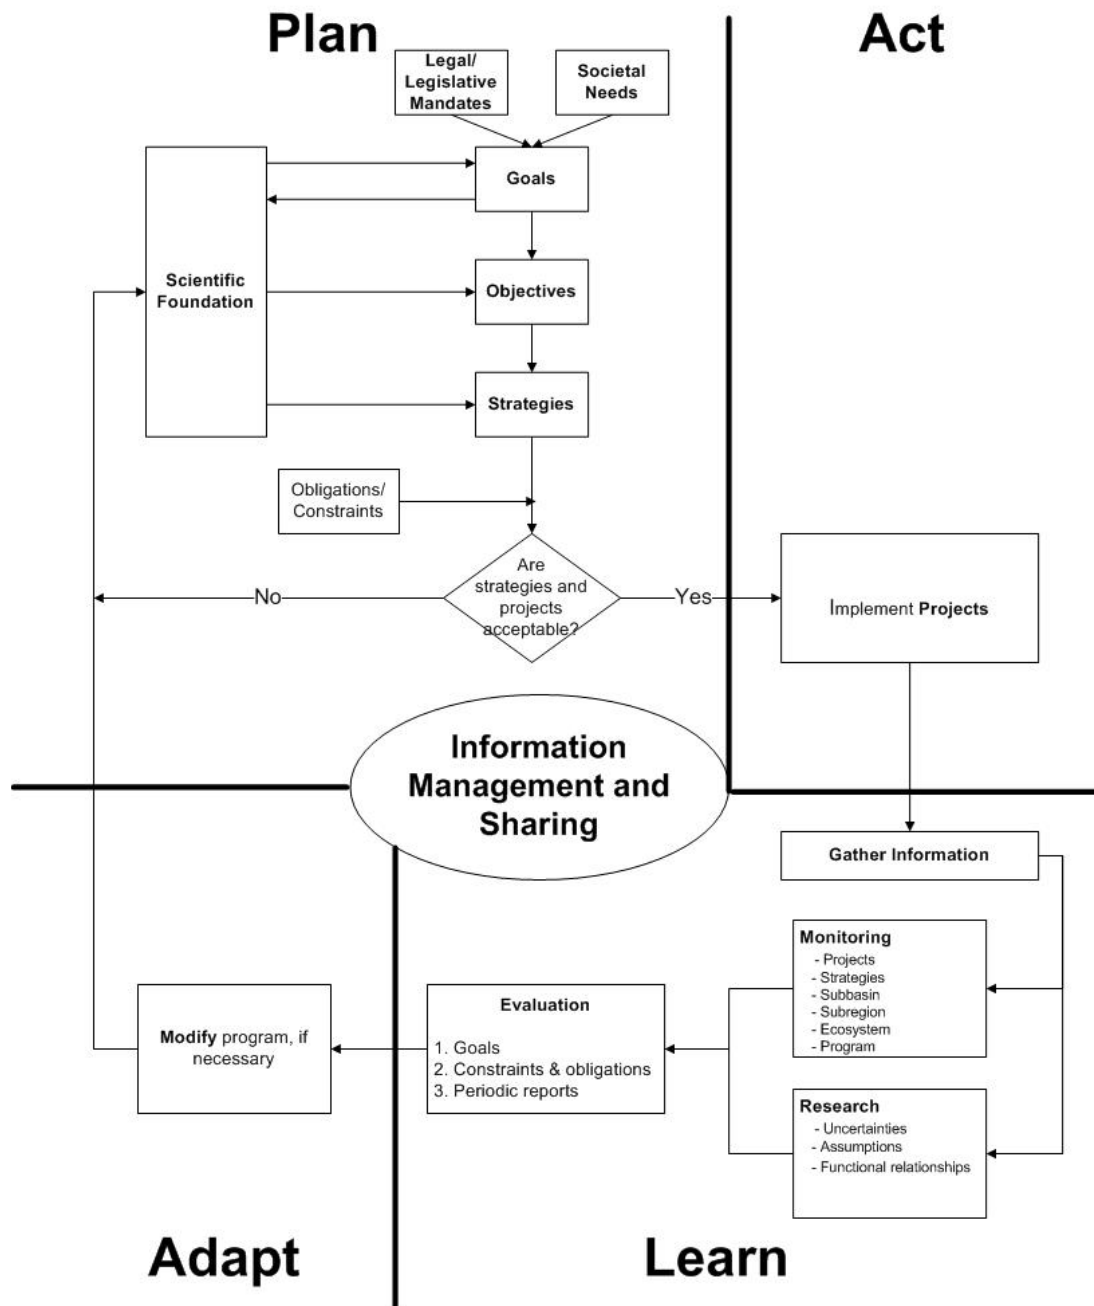 Plan
Act
Legal/
Legislative
Mandates
Societal
Needs
Goals
Scientific
Foundation
Objectives
Strategies
Obligations/
Constraints
Are
strategies and
projects
acceptable?
No
Yes
Implement Projects
Information
Management and
Sharing
Gather Information
Monitoring
- Projects
- Strategies
- Subbasin
- Subregion
- Ecosystem
- Program
Evaluation
1. Goals
2. Constraints & obligations
3. Periodic reports
Modify program, if
necessary
Research
- Uncertainties
- Assumptions
- Functional relationships
Adapt
Learn